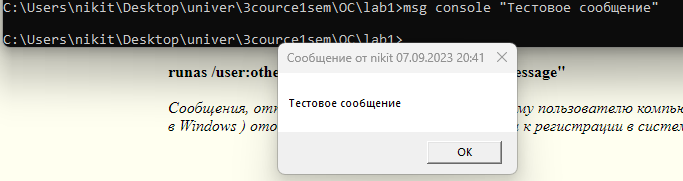 C:\Users\nikit\Desktop\univer\3cource1sem\OC\lab1>msg console "Тестовое сообщение"
C:\Users\nikit\Desktop\univer\3cource1sem\OC\lab1>
Сообщение от nikit 07.09.2023 20:41
runas /user:othe
essage"
Тестовое сообщение
Сообщения, отп
му пользователю компью
в Windows ) ото
к регистрации в систем
OK